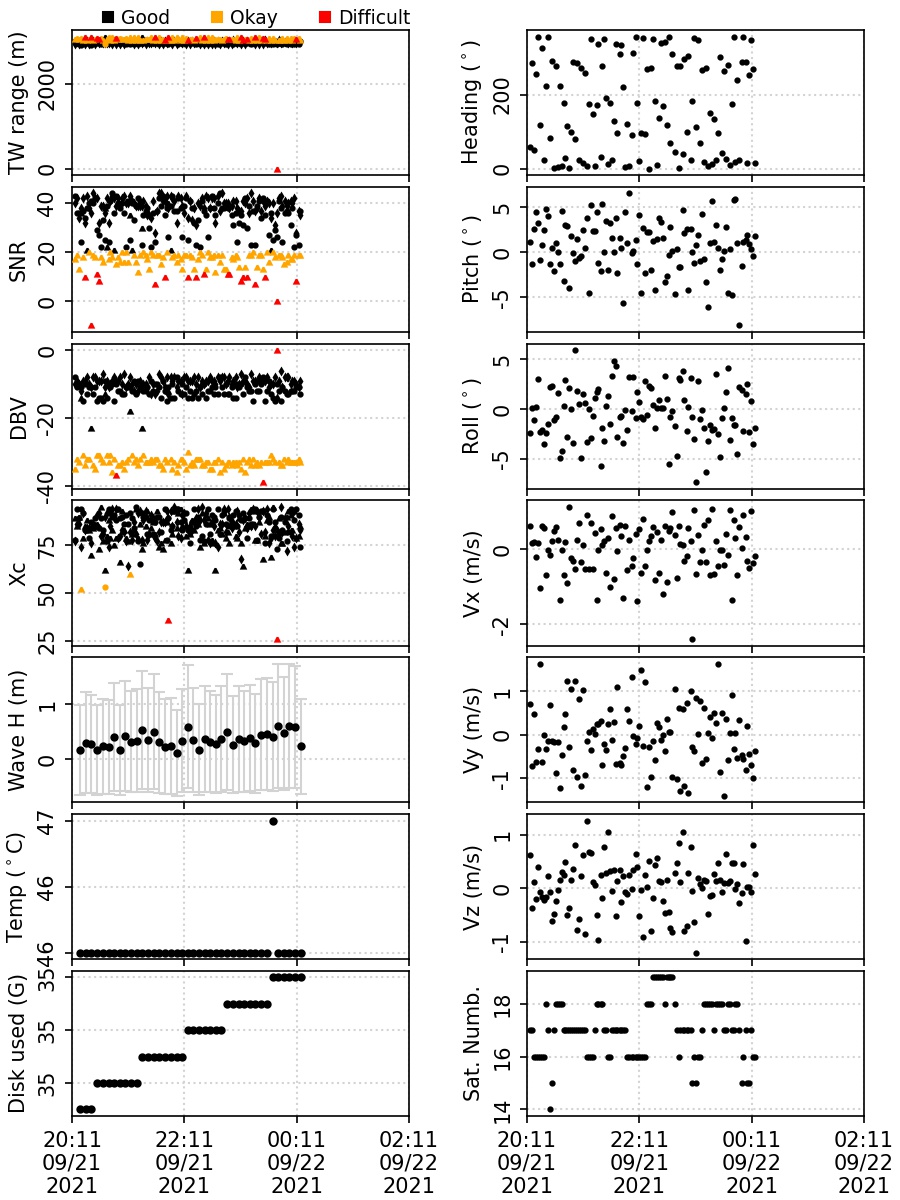 Good Okay Difficult
TW range (m)
2000
0
Heading (°)
200
0
SNR
40
20
0
Pitch (°)
5
0
-5
DBV
0
-20
-40
Roll (°)
5
0
-5
Xc
75
50
25
Vx (m/s)
0
-2
Wave H (m)
1
0
Vy (m/s)
1
0
-1
Temp (°C)
47
46
46
Vz (m/s)
1
0
-1
Disk used (G)
35
35
35
Sat. Numb.
18
16
14
20:11 22:11 00:11 02:11
09/21 09/21 09/22 09/22
2021 2021 2021 2021
20:11 22:11 00:11 02:11
09/21 09/21 09/22 09/22
2021 2021 2021 2021